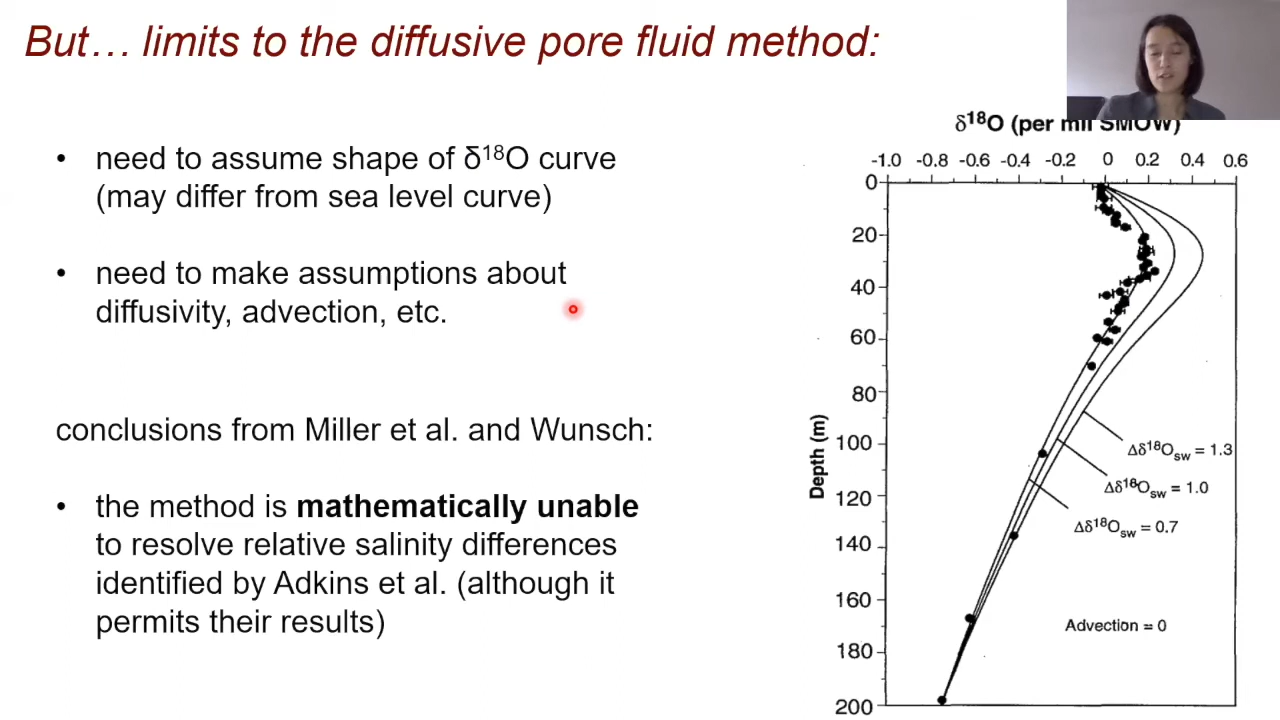 But… limits to the diffusive pore fluid method:
• need to assume shape of δ¹⁸O curve
(may differ from sea level curve)
• need to make assumptions about
diffusivity, advection, etc.
conclusions from Miller et al. and Wunsch:
• the method is mathematically unable
to resolve relative salinity differences
identified by Adkins et al. (although it
permits their results)
δ¹⁸O (per mil SMOW)
-1.0 -0.8 -0.6 -0.4 -0.2 0 0.2 0.4 0.6
0
20
40
60
80
100
120
140
160
180
200
Depth (m)
Δδ¹⁸Osw = 1.3
Δδ¹⁸Osw = 1.0
Δδ¹⁸Osw = 0.7
Advection = 0